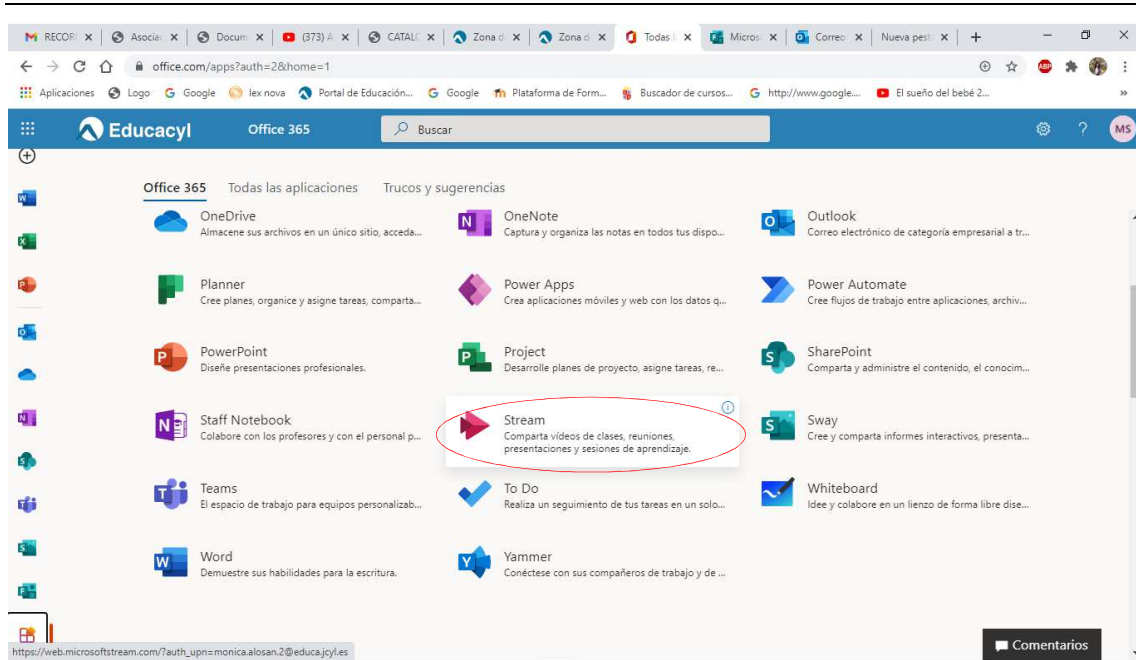 RECOR Asocia Docum (373) A CATALO Zona d Zona d Todas l Micros Correo Nueva pest
office.com/apps?auth=2&home=1 ABP
Aplicaciones Logo Google lex nova Portal de Educación... Google Plataforma de Form... Buscador de cursos... http://www.google.... El sueño del bebé 2... »
Educacyl Office 365 Buscar ? MS
Office 365 Todas las aplicaciones Trucos y sugerencias
OneDrive OneNote Outlook
Almacene sus archivos en un único sitio, acceda... Captura y organiza las notas en todos tus dispo... Correo electrónico de categoría empresarial a tr...
Planner Power Apps Power Automate
Cree planes, organice y asigne tareas, comparta... Crea aplicaciones móviles y web con los datos q... Cree flujos de trabajo entre aplicaciones, archiv...
PowerPoint Project SharePoint
Diseñe presentaciones profesionales. Desarrolle planes de proyecto, asigne tareas, re... Comparta y administre el contenido, el conocim...
Staff Notebook Stream Sway
Colabore con los profesores y con el personal p... Comparta vídeos de clases, reuniones, Cree y comparta informes interactivos, presenta...
presentaciones y sesiones de aprendizaje.
Teams To Do Whiteboard
El espacio de trabajo para equipos personalizab... Realiza un seguimiento de tus tareas en un solo... Idee y colabore en un lienzo de forma libre dise...
Word Yammer
Demuestre sus habilidades para la escritura. Conéctese con sus compañeros de trabajo y de ...
Comentarios
https://web.microsoftstream.com/?auth_upn=monica.alosan.2@educa.jcyl.es